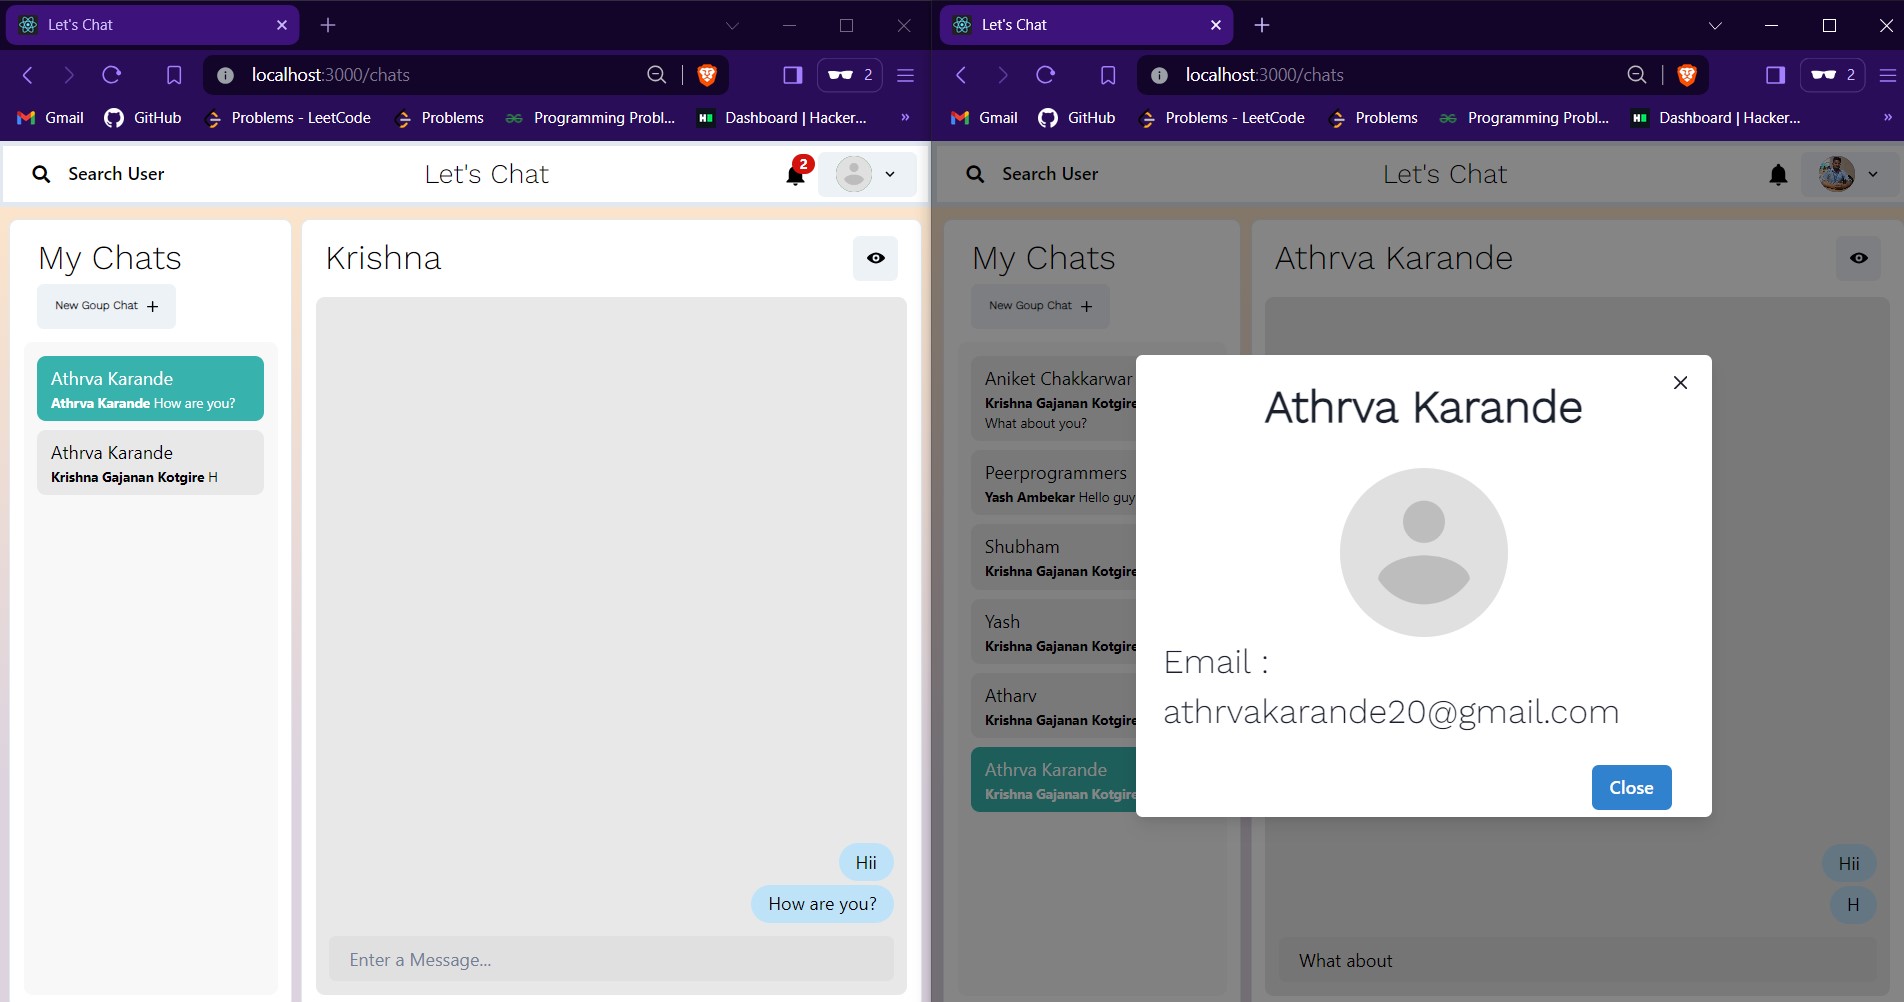 Let's Chat
localhost:3000/chats
2
Gmail
GitHub
Problems - LeetCode
Problems
Programming Probl...
Dashboard | Hacker...
»
Search User
Let's Chat
2
My Chats
New Goup Chat +
Athrva Karande
Athrva Karande How are you?
Athrva Karande
Krishna Gajanan Kotgire H
Krishna
Hii
How are you?
Enter a Message...
Let's Chat
localhost:3000/chats
2
Gmail
GitHub
Problems - LeetCode
Problems
Programming Probl...
Dashboard | Hacker...
»
Search User
Let's Chat
My Chats
New Goup Chat +
Aniket Chakkarwar
Krishna Gajanan Kotgire
What about you?
Peerprogrammers
Yash Ambekar Hello guy
Shubham
Krishna Gajanan Kotgire
Yash
Krishna Gajanan Kotgire
Atharv
Krishna Gajanan Kotgire
Athrva Karande
Krishna Gajanan Kotgire
Athrva Karande
Hii
H
What about
Athrva Karande
Email :
athrvakarande20@gmail.com
Close